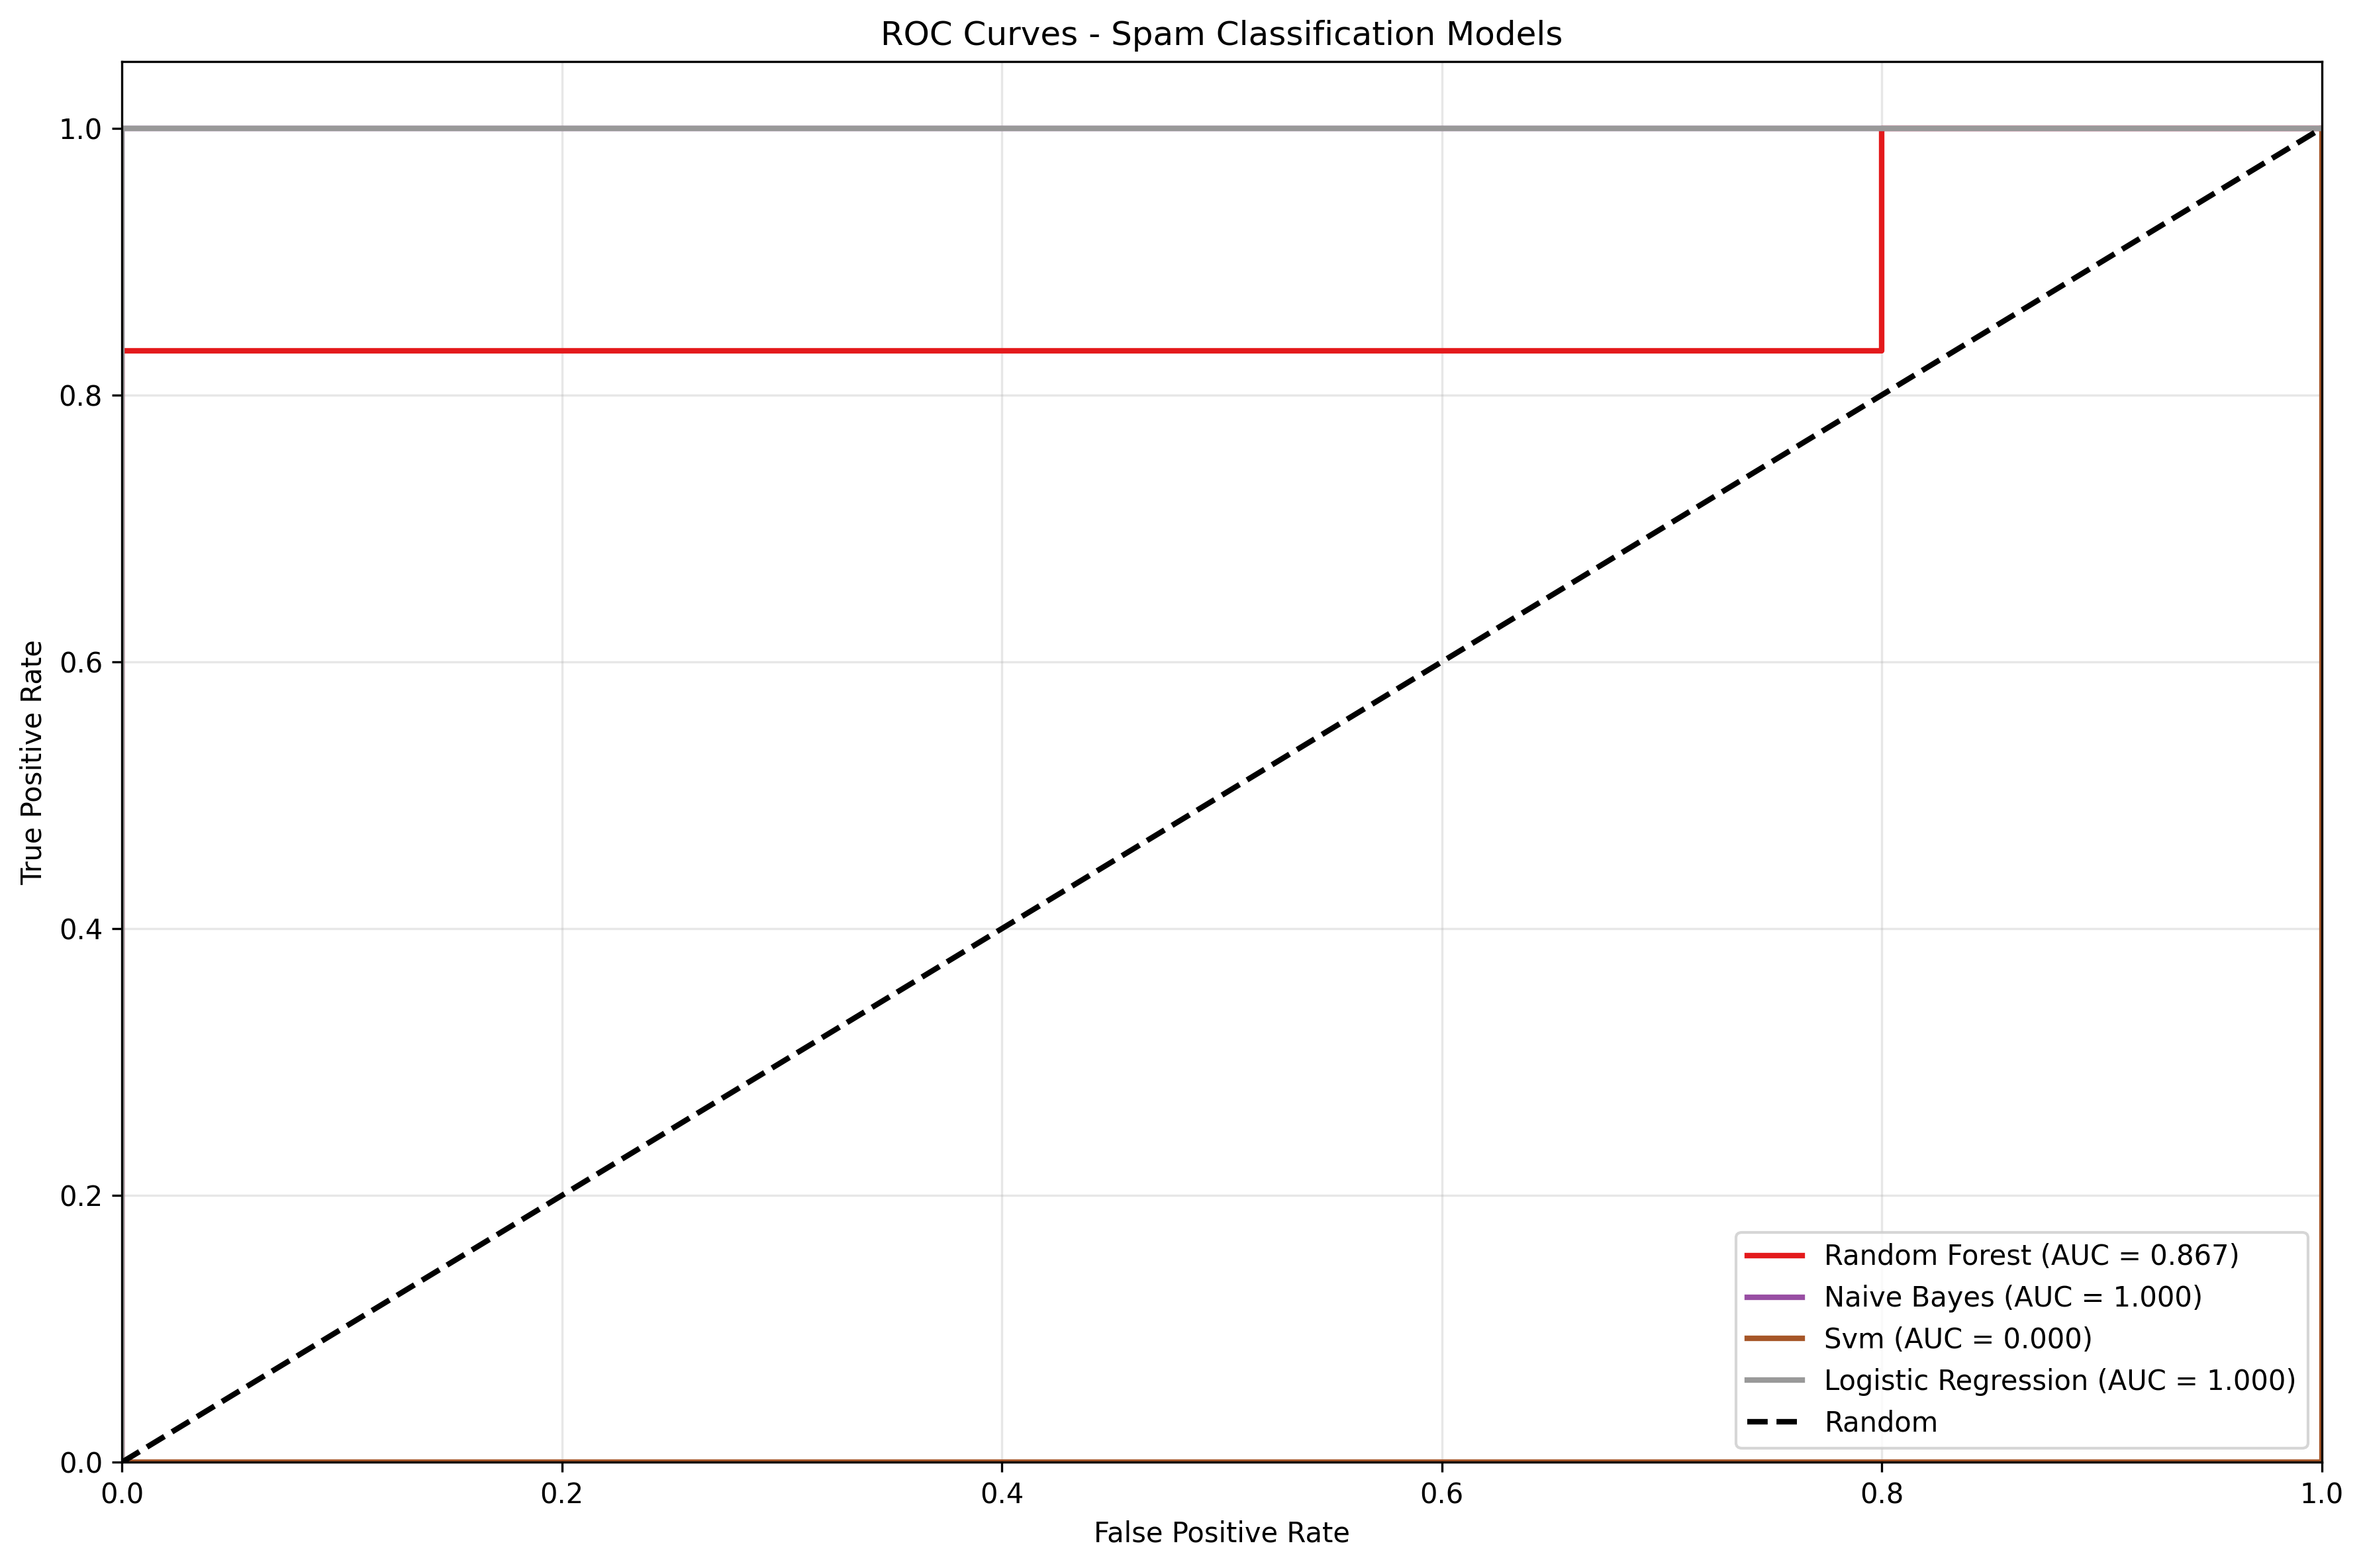 ROC Curves - Spam Classification Models
1.0
0.8
0.6
0.4
0.2
0.0
True Positive Rate
0.0 0.2 0.4 0.6 0.8 1.0
False Positive Rate
Random Forest (AUC = 0.867)
Naive Bayes (AUC = 1.000)
Svm (AUC = 0.000)
Logistic Regression (AUC = 1.000)
Random